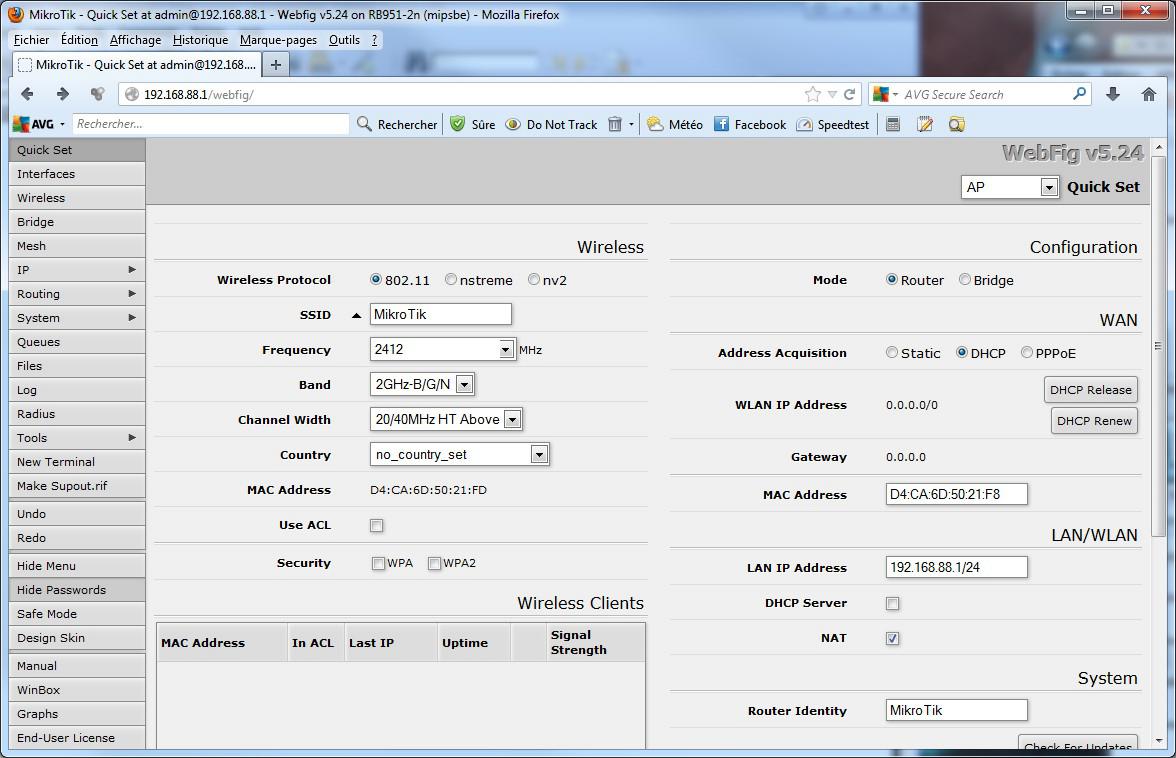 MikroTik - Quick Set at admin@192.168.88.1 - Webfig v5.24 on RB951-2n (mipsbe) - Mozilla Firefox
Fichier Édition Affichage Historique Marque-pages Outils ?
MikroTik - Quick Set at admin@192.168....
192.168.88.1/webfig/
AVG Secure Search
AVG
Rechercher...
Rechercher
Sûre
Do Not Track
Météo
Facebook
Speedtest
Quick Set
Interfaces
Wireless
Bridge
Mesh
IP
Routing
System
Queues
Files
Log
Radius
Tools
New Terminal
Make Supout.rif
Undo
Redo
Hide Menu
Hide Passwords
Safe Mode
Design Skin
Manual
WinBox
Graphs
End-User License
WebFig v5.24
AP Quick Set
Wireless
Wireless Protocol 802.11 nstreme nv2
SSID MikroTik
Frequency 2412 MHz
Band 2GHz-B/G/N
Channel Width 20/40MHz HT Above
Country no_country_set
MAC Address D4:CA:6D:50:21:FD
Use ACL
Security WPA WPA2
Wireless Clients
MAC Address In ACL Last IP Uptime Signal Strength
Configuration
Mode Router Bridge
WAN
Address Acquisition Static DHCP PPPoE
WLAN IP Address 0.0.0.0/0
DHCP Release
DHCP Renew
Gateway 0.0.0.0
MAC Address D4:CA:6D:50:21:F8
LAN/WLAN
LAN IP Address 192.168.88.1/24
DHCP Server
NAT
System
Router Identity MikroTik
Check For Updates